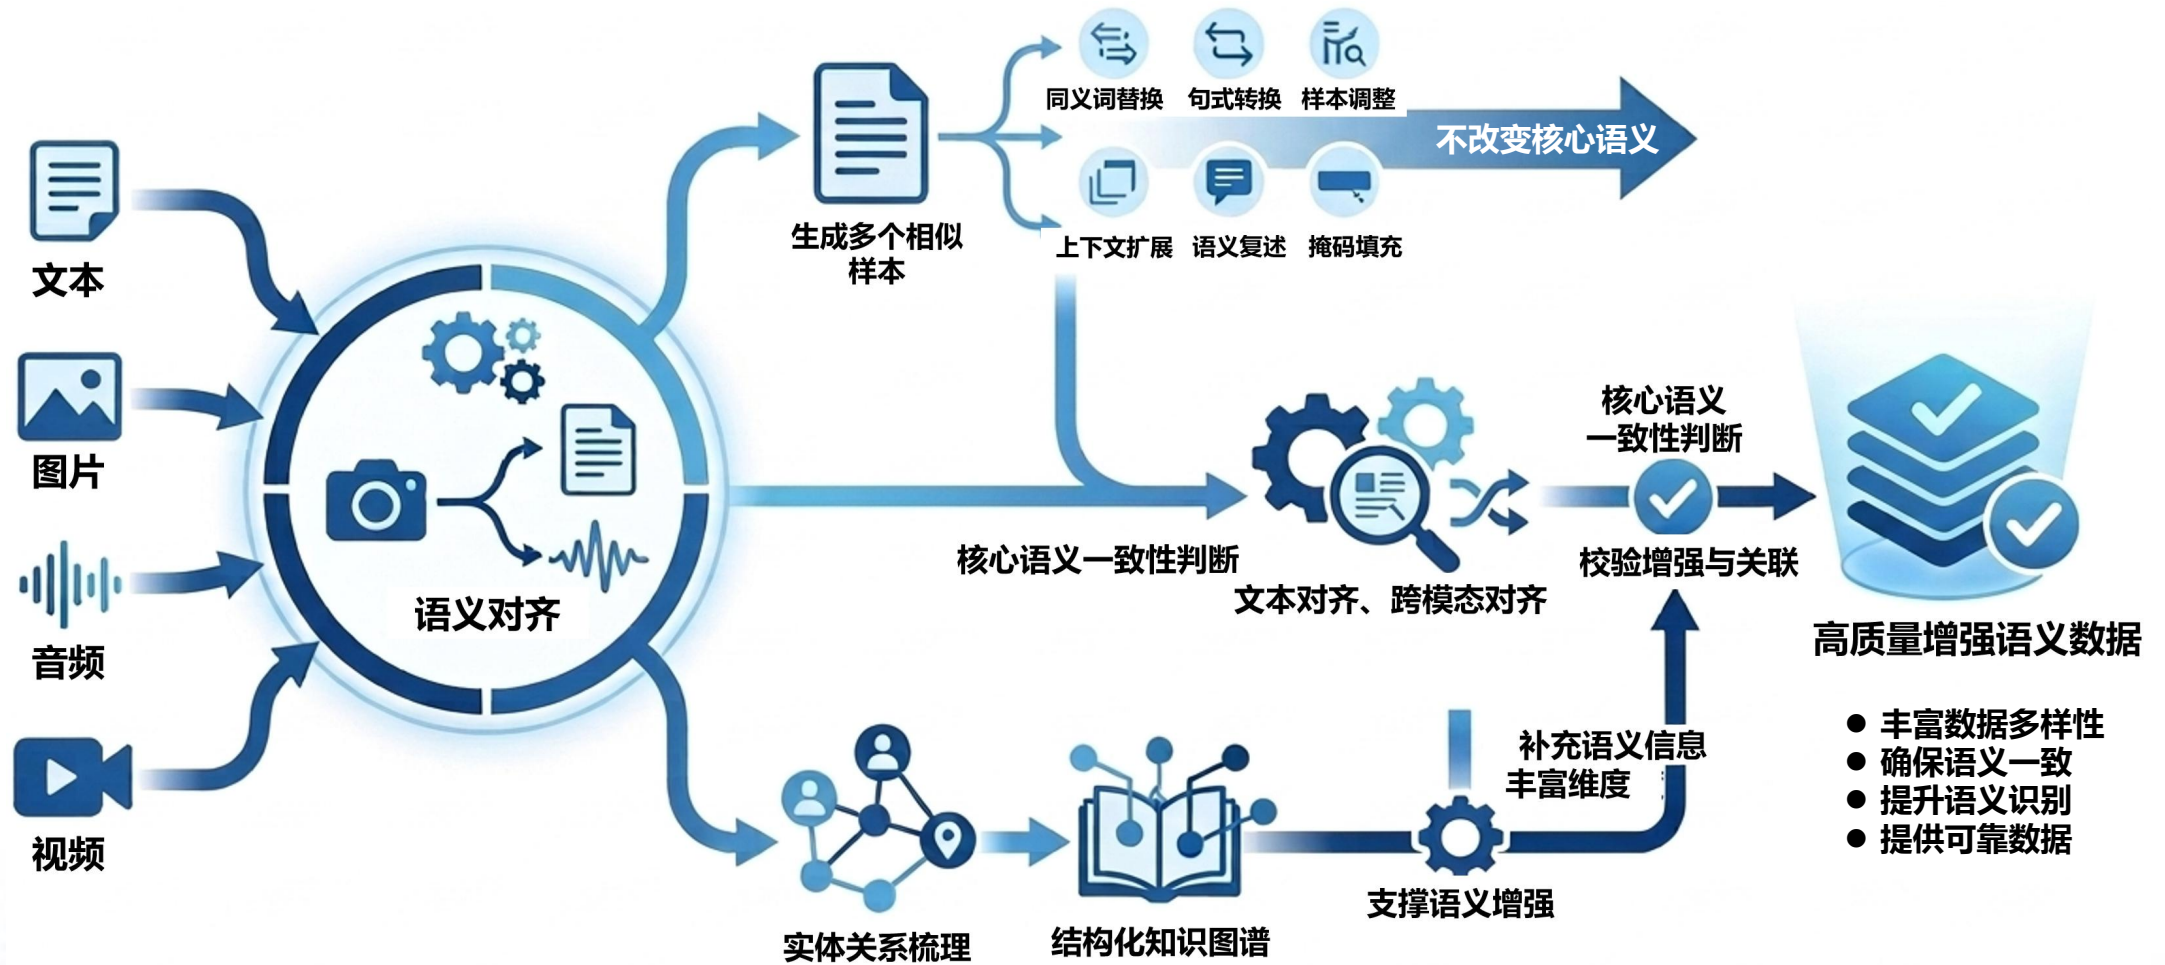 文本
图片
音频
视频
语义对齐
生成多个相似
样本
同义词替换
句式转换
样本调整
不改变核心语义
上下文扩展
语义复述
掩码填充
核心语义一致性判断
文本对齐、跨模态对齐
核心语义
一致性判断
校验增强与关联
实体关系梳理
结构化知识图谱
支撑语义增强
补充语义信息
丰富维度
高质量增强语义数据
● 丰富数据多样性
● 确保语义一致
● 提升语义识别
● 提供可靠数据